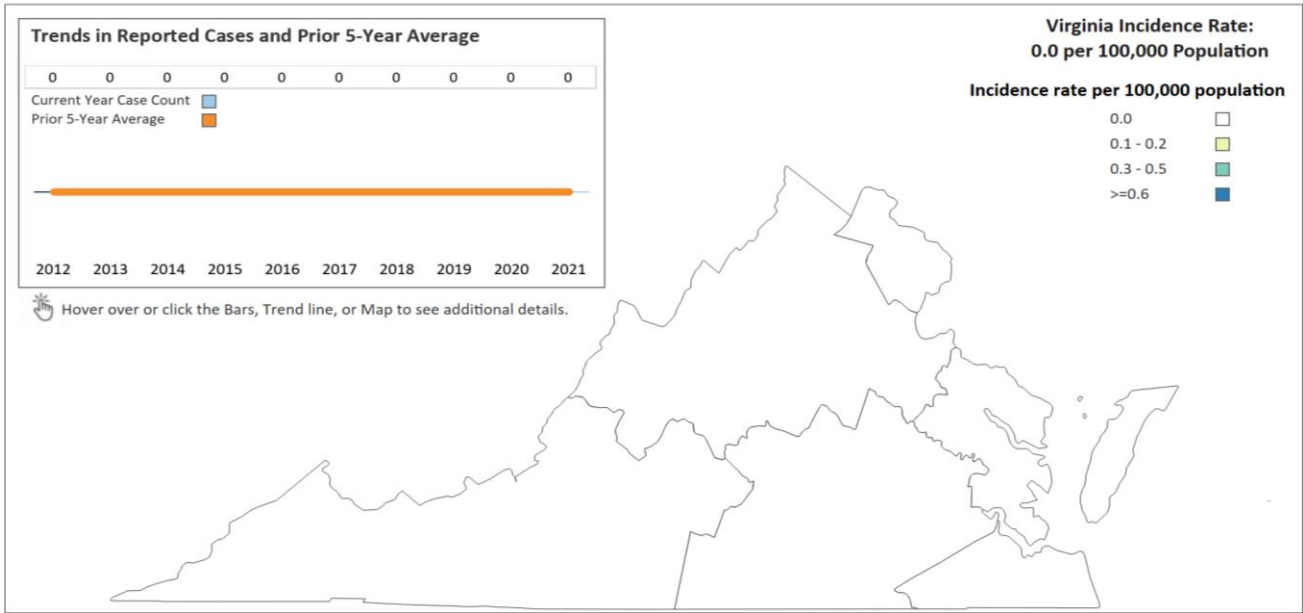 Trends in Reported Cases and Prior 5-Year Average
0 0 0 0 0 0 0 0 0 0
Current Year Case Count
Prior 5-Year Average
2012 2013 2014 2015 2016 2017 2018 2019 2020 2021
Hover over or click the Bars, Trend line, or Map to see additional details.
Virginia Incidence Rate:
0.0 per 100,000 Population
Incidence rate per 100,000 population
0.0
0.1 - 0.2
0.3 - 0.5
>=0.6